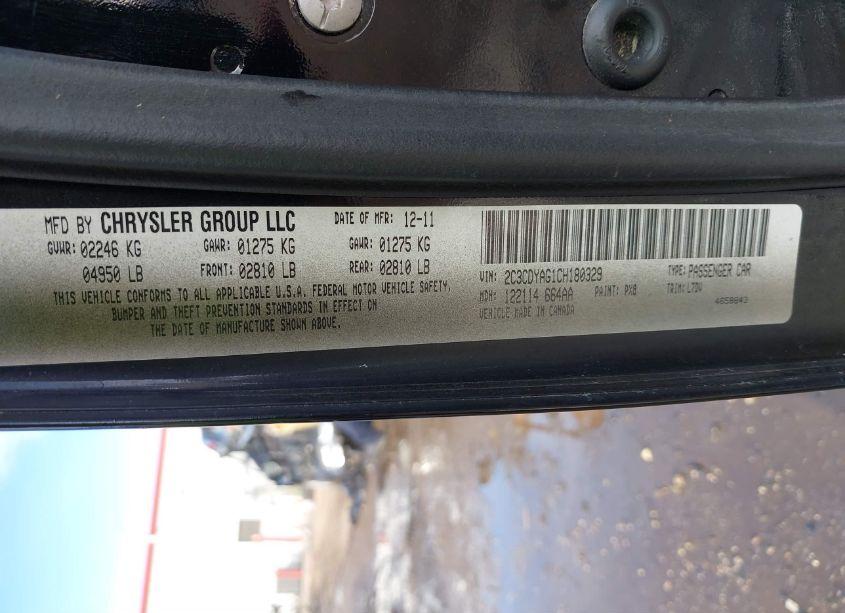 MFD BY CHRYSLER GROUP LLC DATE OF MFR: 12-11
GVWR: 02246 KG GAWR: 01275 KG GAWR: 01275 KG
04950 LB FRONT: 02810 LB REAR: 02810 LB
THIS VEHICLE CONFORMS TO ALL APPLICABLE U.S.A. FEDERAL MOTOR VEHICLE SAFETY,
BUMPER AND THEFT PREVENTION STANDARDS IN EFFECT ON
THE DATE OF MANUFACTURE SHOWN ABOVE.
VIN: 2C3CDYAG1CH180329 TYPE: PASSENGER CAR
MDH: 122114 664AA PAINT: PX8 TRIM: L7DV
VEHICLE MADE IN CANADA 4658843